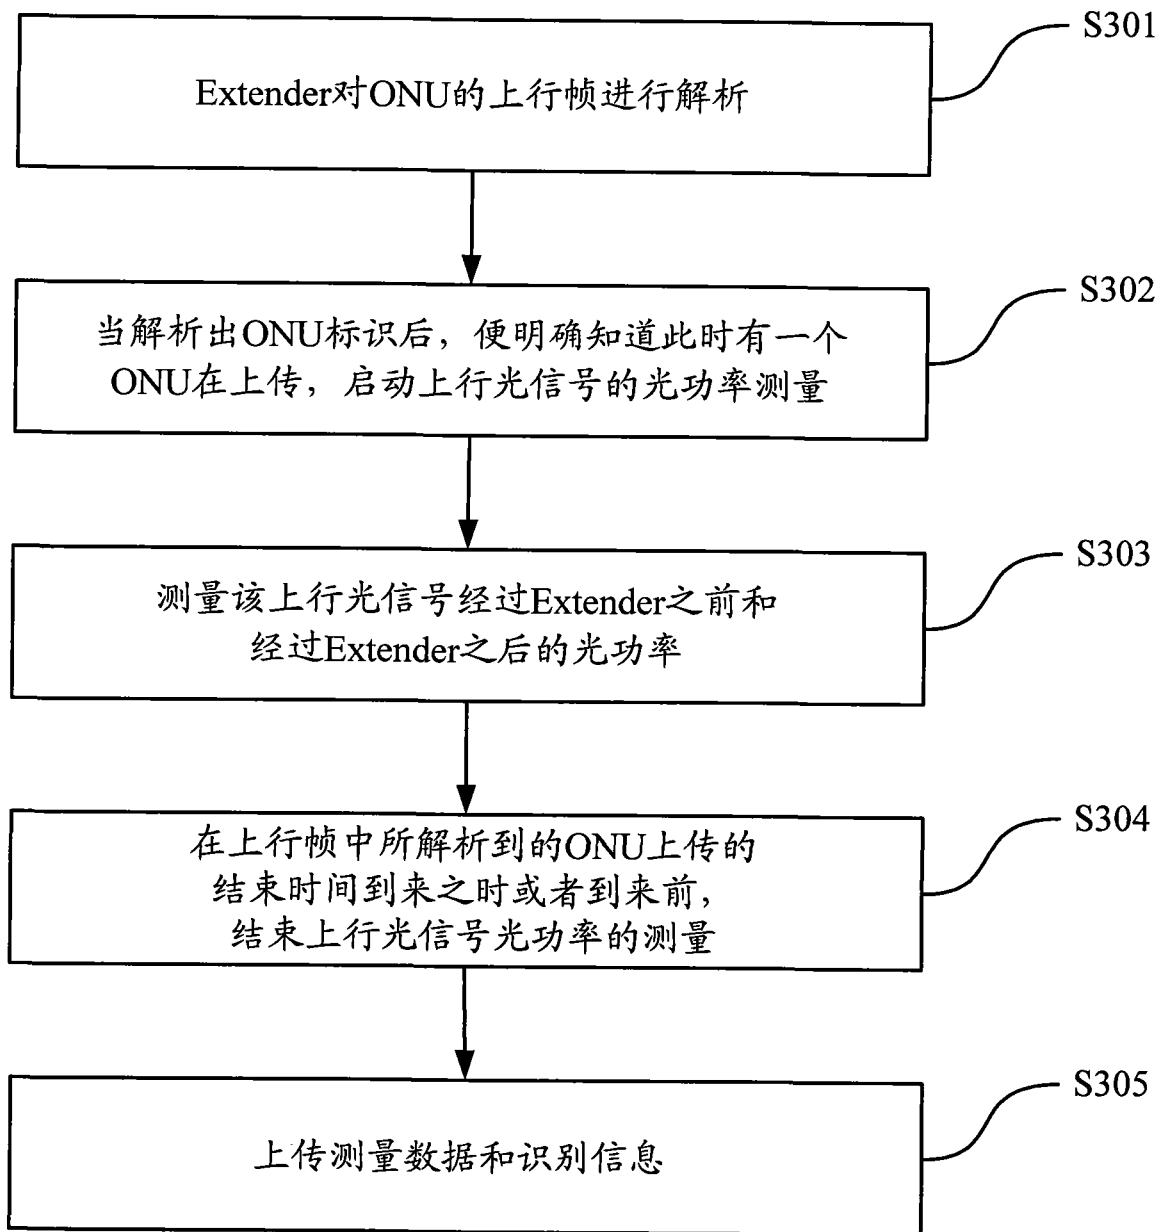 S301
Extender对ONU的上行帧进行解析
S302
当解析出ONU标识后，便明确知道此时有一个
ONU在上传，启动上行光信号的光功率测量
S303
测量该上行光信号经过Extender之前和
经过Extender之后的光功率
S304
在上行帧中所解析到的ONU上传的
结束时间到来之时或者到来前，
结束上行光信号光功率的测量
S305
上传测量数据和识别信息